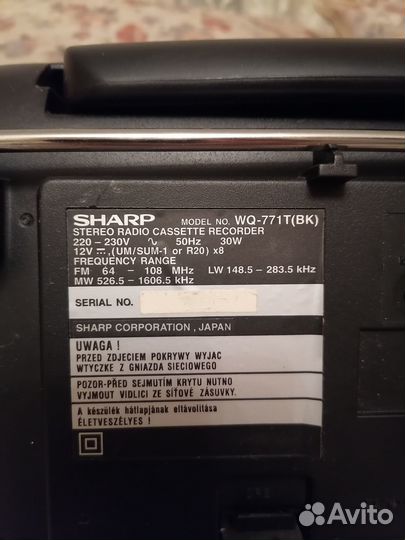 SHARP MODEL NO. WQ-771T(BK)
STEREO RADIO CASSETTE RECORDER
220 – 230V ∿ 50Hz 30W
12V ⎓,(UM/SUM-1 or R20) x8
FREQUENCY RANGE
FM 64 – 108 MHz LW 148.5 – 283.5 kHz
MW 526.5 – 1606.5 kHz
SERIAL NO.
SHARP CORPORATION, JAPAN
UWAGA !
PRZED ZDJECIEM POKRYWY WYJAC
WTYCZKE Z GNIAZDA SIECIOWEGO
POZOR-PŘED SEJMUTÍM KRYTU NUTNO
VYJMOUT VIDLICI ZE SÍŤOVÉ ZÁSUVKY.
A készülék hátlapjának eltávolitása
ÉLETVESZÉLYES !
Avito